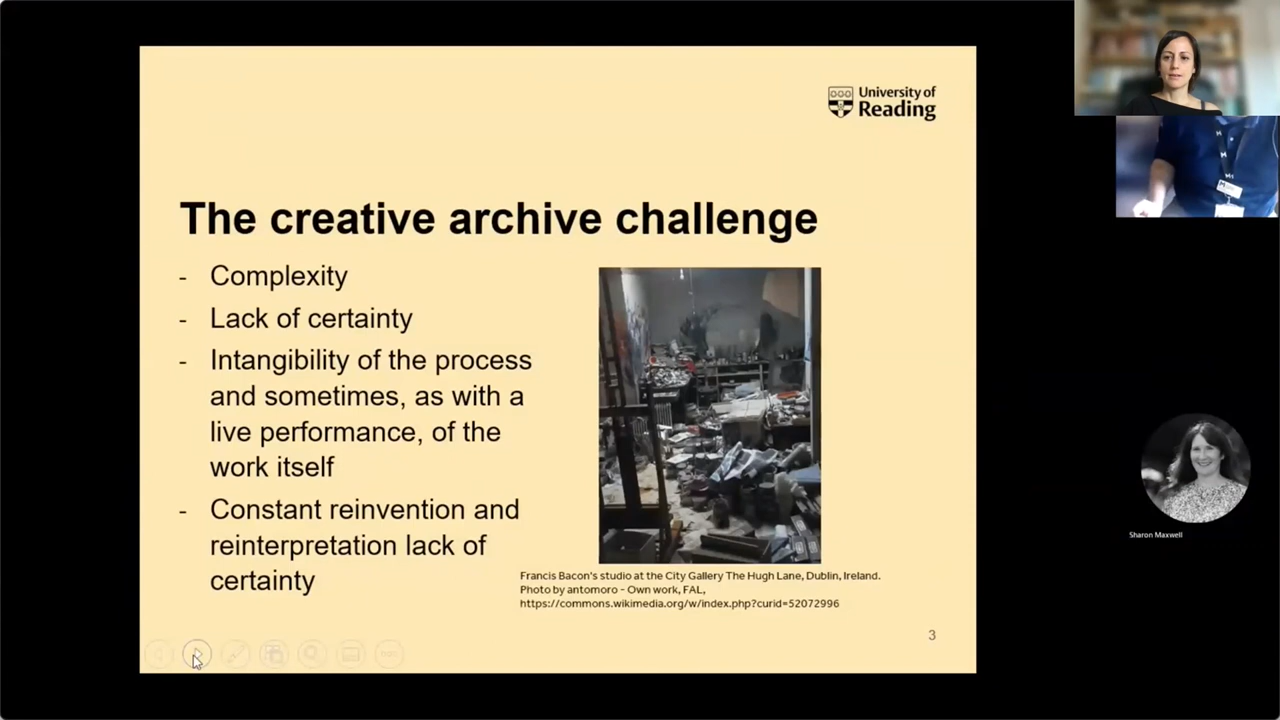 University of
Reading
The creative archive challenge
- Complexity
- Lack of certainty
- Intangibility of the process
and sometimes, as with a
live performance, of the
work itself
- Constant reinvention and
reinterpretation lack of
certainty
Francis Bacon's studio at the City Gallery The Hugh Lane, Dublin, Ireland.
Photo by antomoro - Own work, FAL,
https://commons.wikimedia.org/w/index.php?curid=52072996
3
Sharon Maxwell